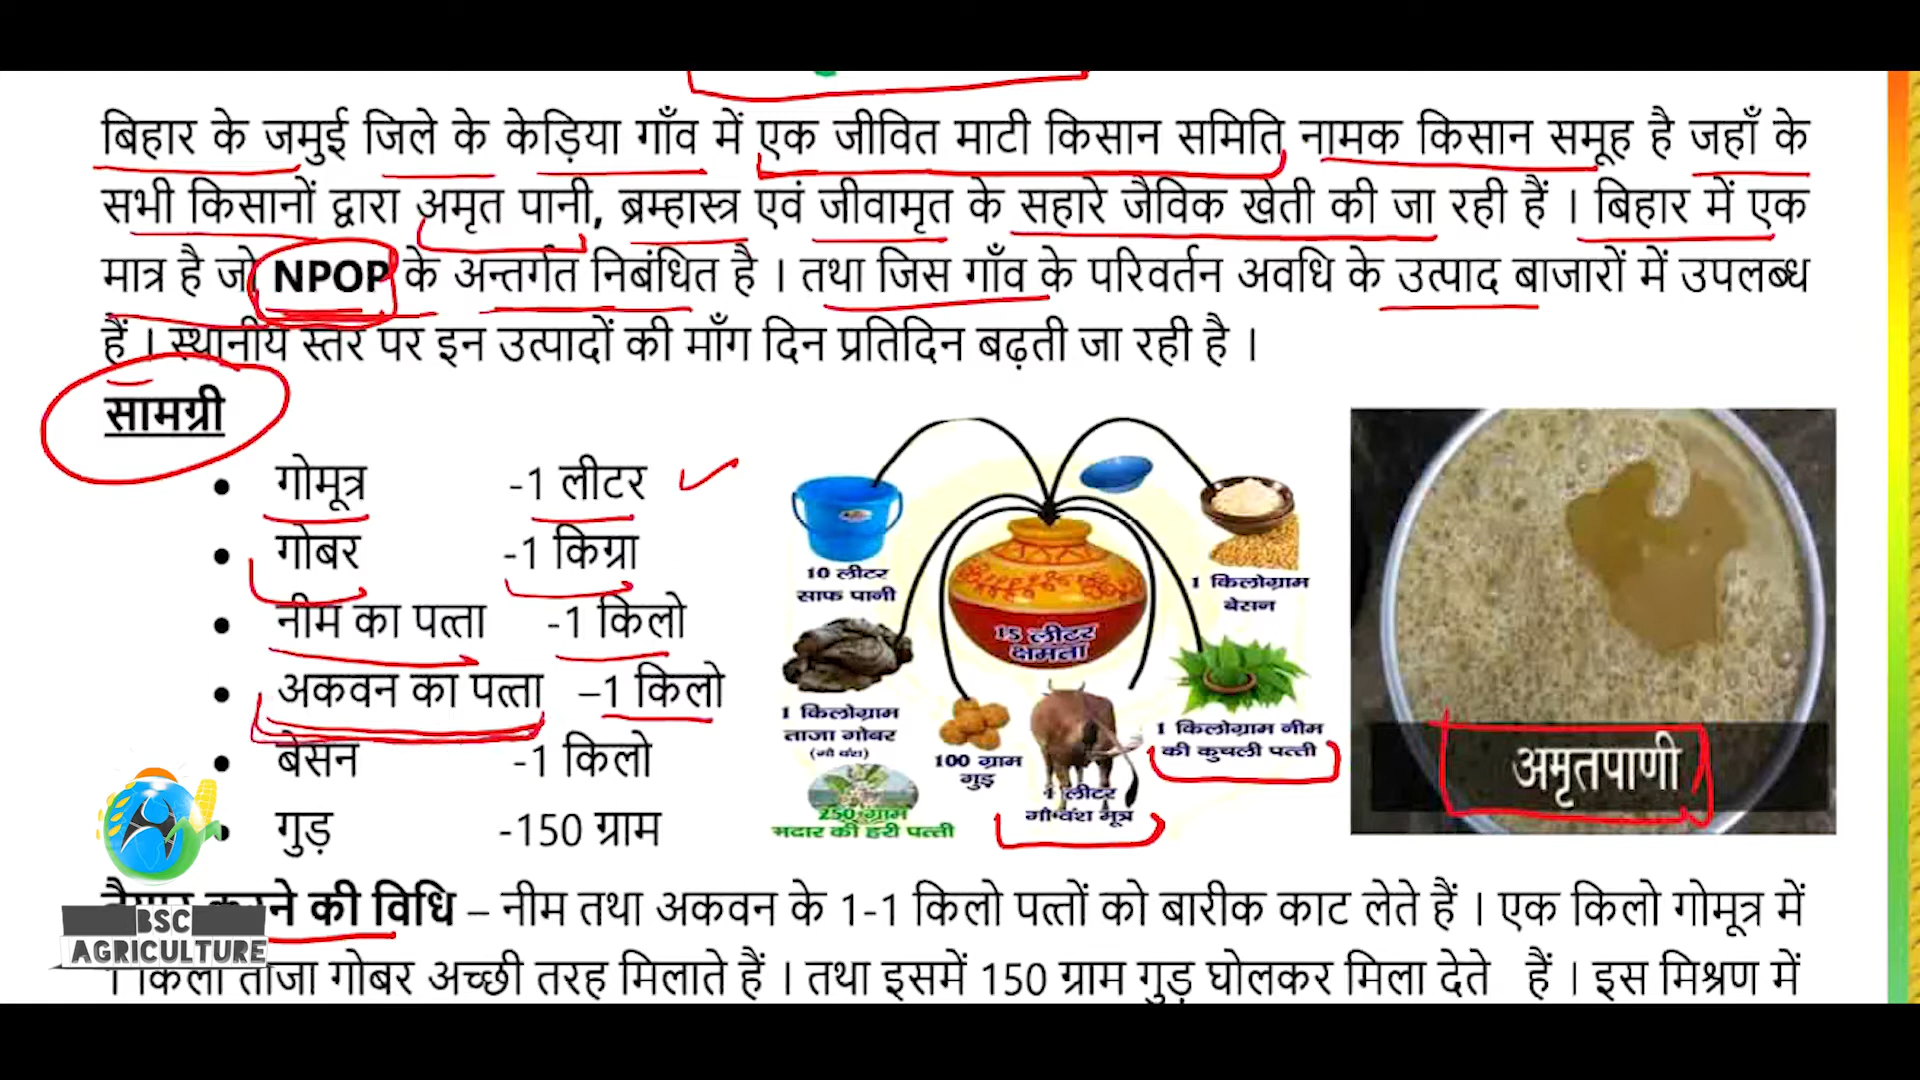 बिहार के जमुई जिले के केड़िया गाँव में एक जीवित माटी किसान समिति नामक किसान समूह है जहाँ के
सभी किसानों द्वारा अमृत पानी, ब्रम्हास्त्र एवं जीवामृत के सहारे जैविक खेती की जा रही हैं । बिहार में एक
मात्र है जो NPOP के अन्तर्गत निबंधित है । तथा जिस गाँव के परिवर्तन अवधि के उत्पाद बाजारों में उपलब्ध
हैं । स्थानीय स्तर पर इन उत्पादों की माँग दिन प्रतिदिन बढ़ती जा रही है ।
सामग्री
• गोमूत्र -1 लीटर
• गोबर -1 किग्रा
• नीम का पत्ता -1 किलो
• अकवन का पत्ता –1 किलो
• बेसन -1 किलो
• गुड़ -150 ग्राम
10 लीटर
साफ पानी
1 किलोग्राम
बेसन
15 लीटर
क्षमता
1 किलोग्राम
ताजा गोबर
(गौ वंश)
100 ग्राम
गुड़
1 लीटर
गौ-वंश मूत्र
1 किलोग्राम नीम
की कुचली पत्ती
250 ग्राम
मदार की हरी पत्ती
अमृतपाणी
तैयार करने की विधि – नीम तथा अकवन के 1-1 किलो पत्तों को बारीक काट लेते हैं । एक किलो गोमूत्र में
1 किलो ताजा गोबर अच्छी तरह मिलाते हैं । तथा इसमें 150 ग्राम गुड़ घोलकर मिला देते हैं । इस मिश्रण में
BSC
AGRICULTURE